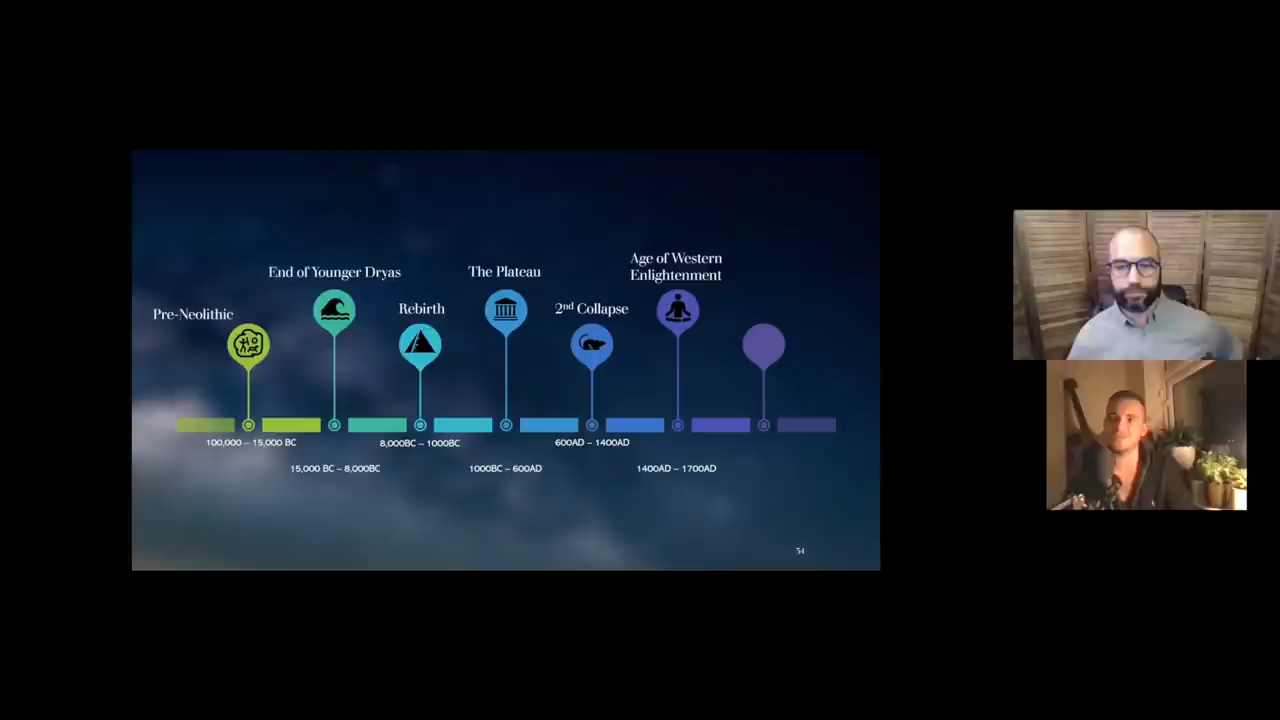 Age of Western
Enlightenment
End of Younger Dryas
The Plateau
Pre-Neolithic
Rebirth
2nd Collapse
100,000 – 15,000 BC
8,000BC – 1000BC
600AD – 1400AD
15,000 BC – 8,000BC
1000BC – 600AD
1400AD – 1700AD
34